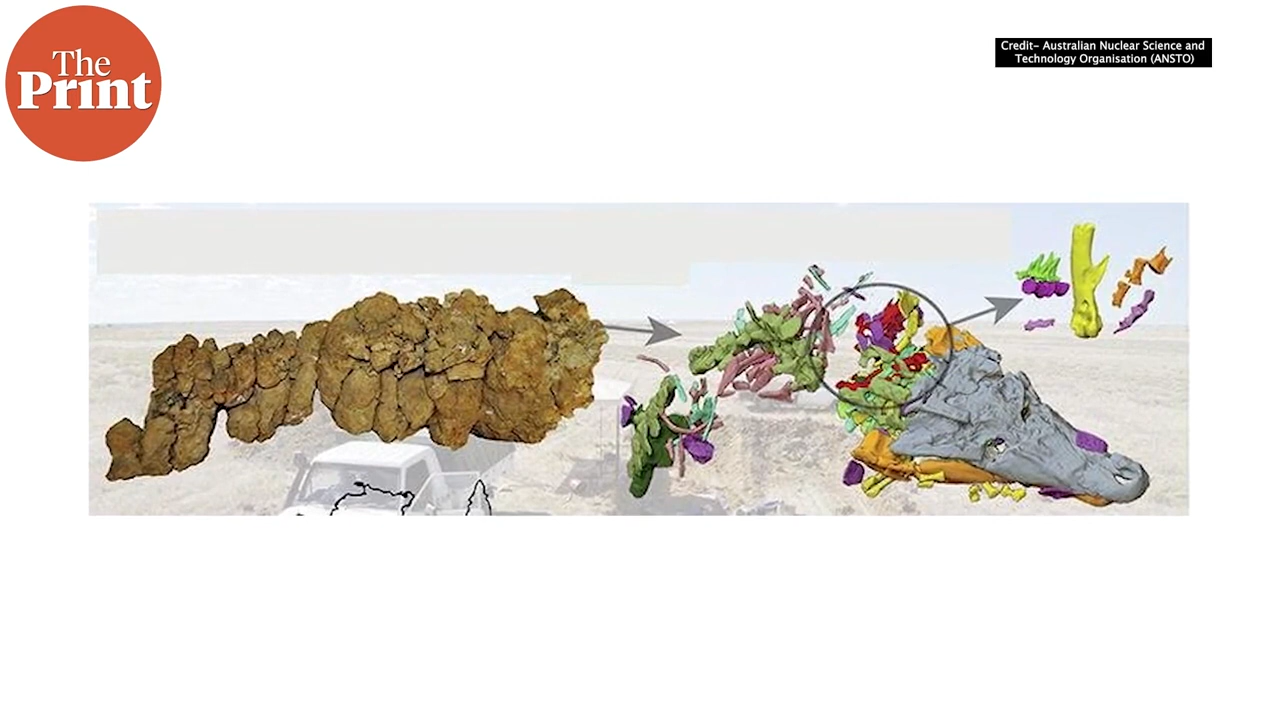 The
Print
Credit- Australian Nuclear Science and
Technology Organisation (ANSTO)